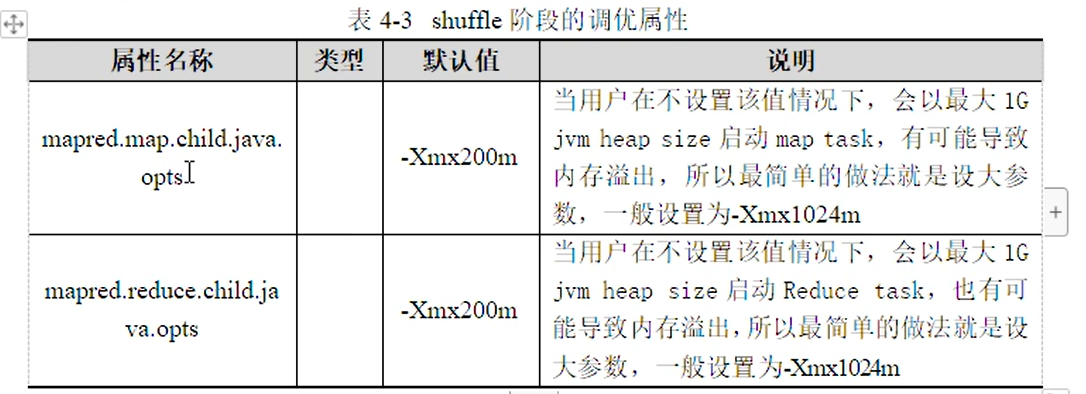 表 4-3 shuffle 阶段的调优属性
属性名称 类型 默认值 说明
mapred.map.child.java.
opts
-Xmx200m
当用户在不设置该值情况下，会以最大 1G
jvm heap size 启动 map task，有可能导致
内存溢出，所以最简单的做法就是设大参
数，一般设置为-Xmx1024m
mapred.reduce.child.ja
va.opts
-Xmx200m
当用户在不设置该值情况下，会以最大 1G
jvm heap size 启动 Reduce task，也有可
能导致内存溢出，所以最简单的做法就是设
大参数，一般设置为-Xmx1024m